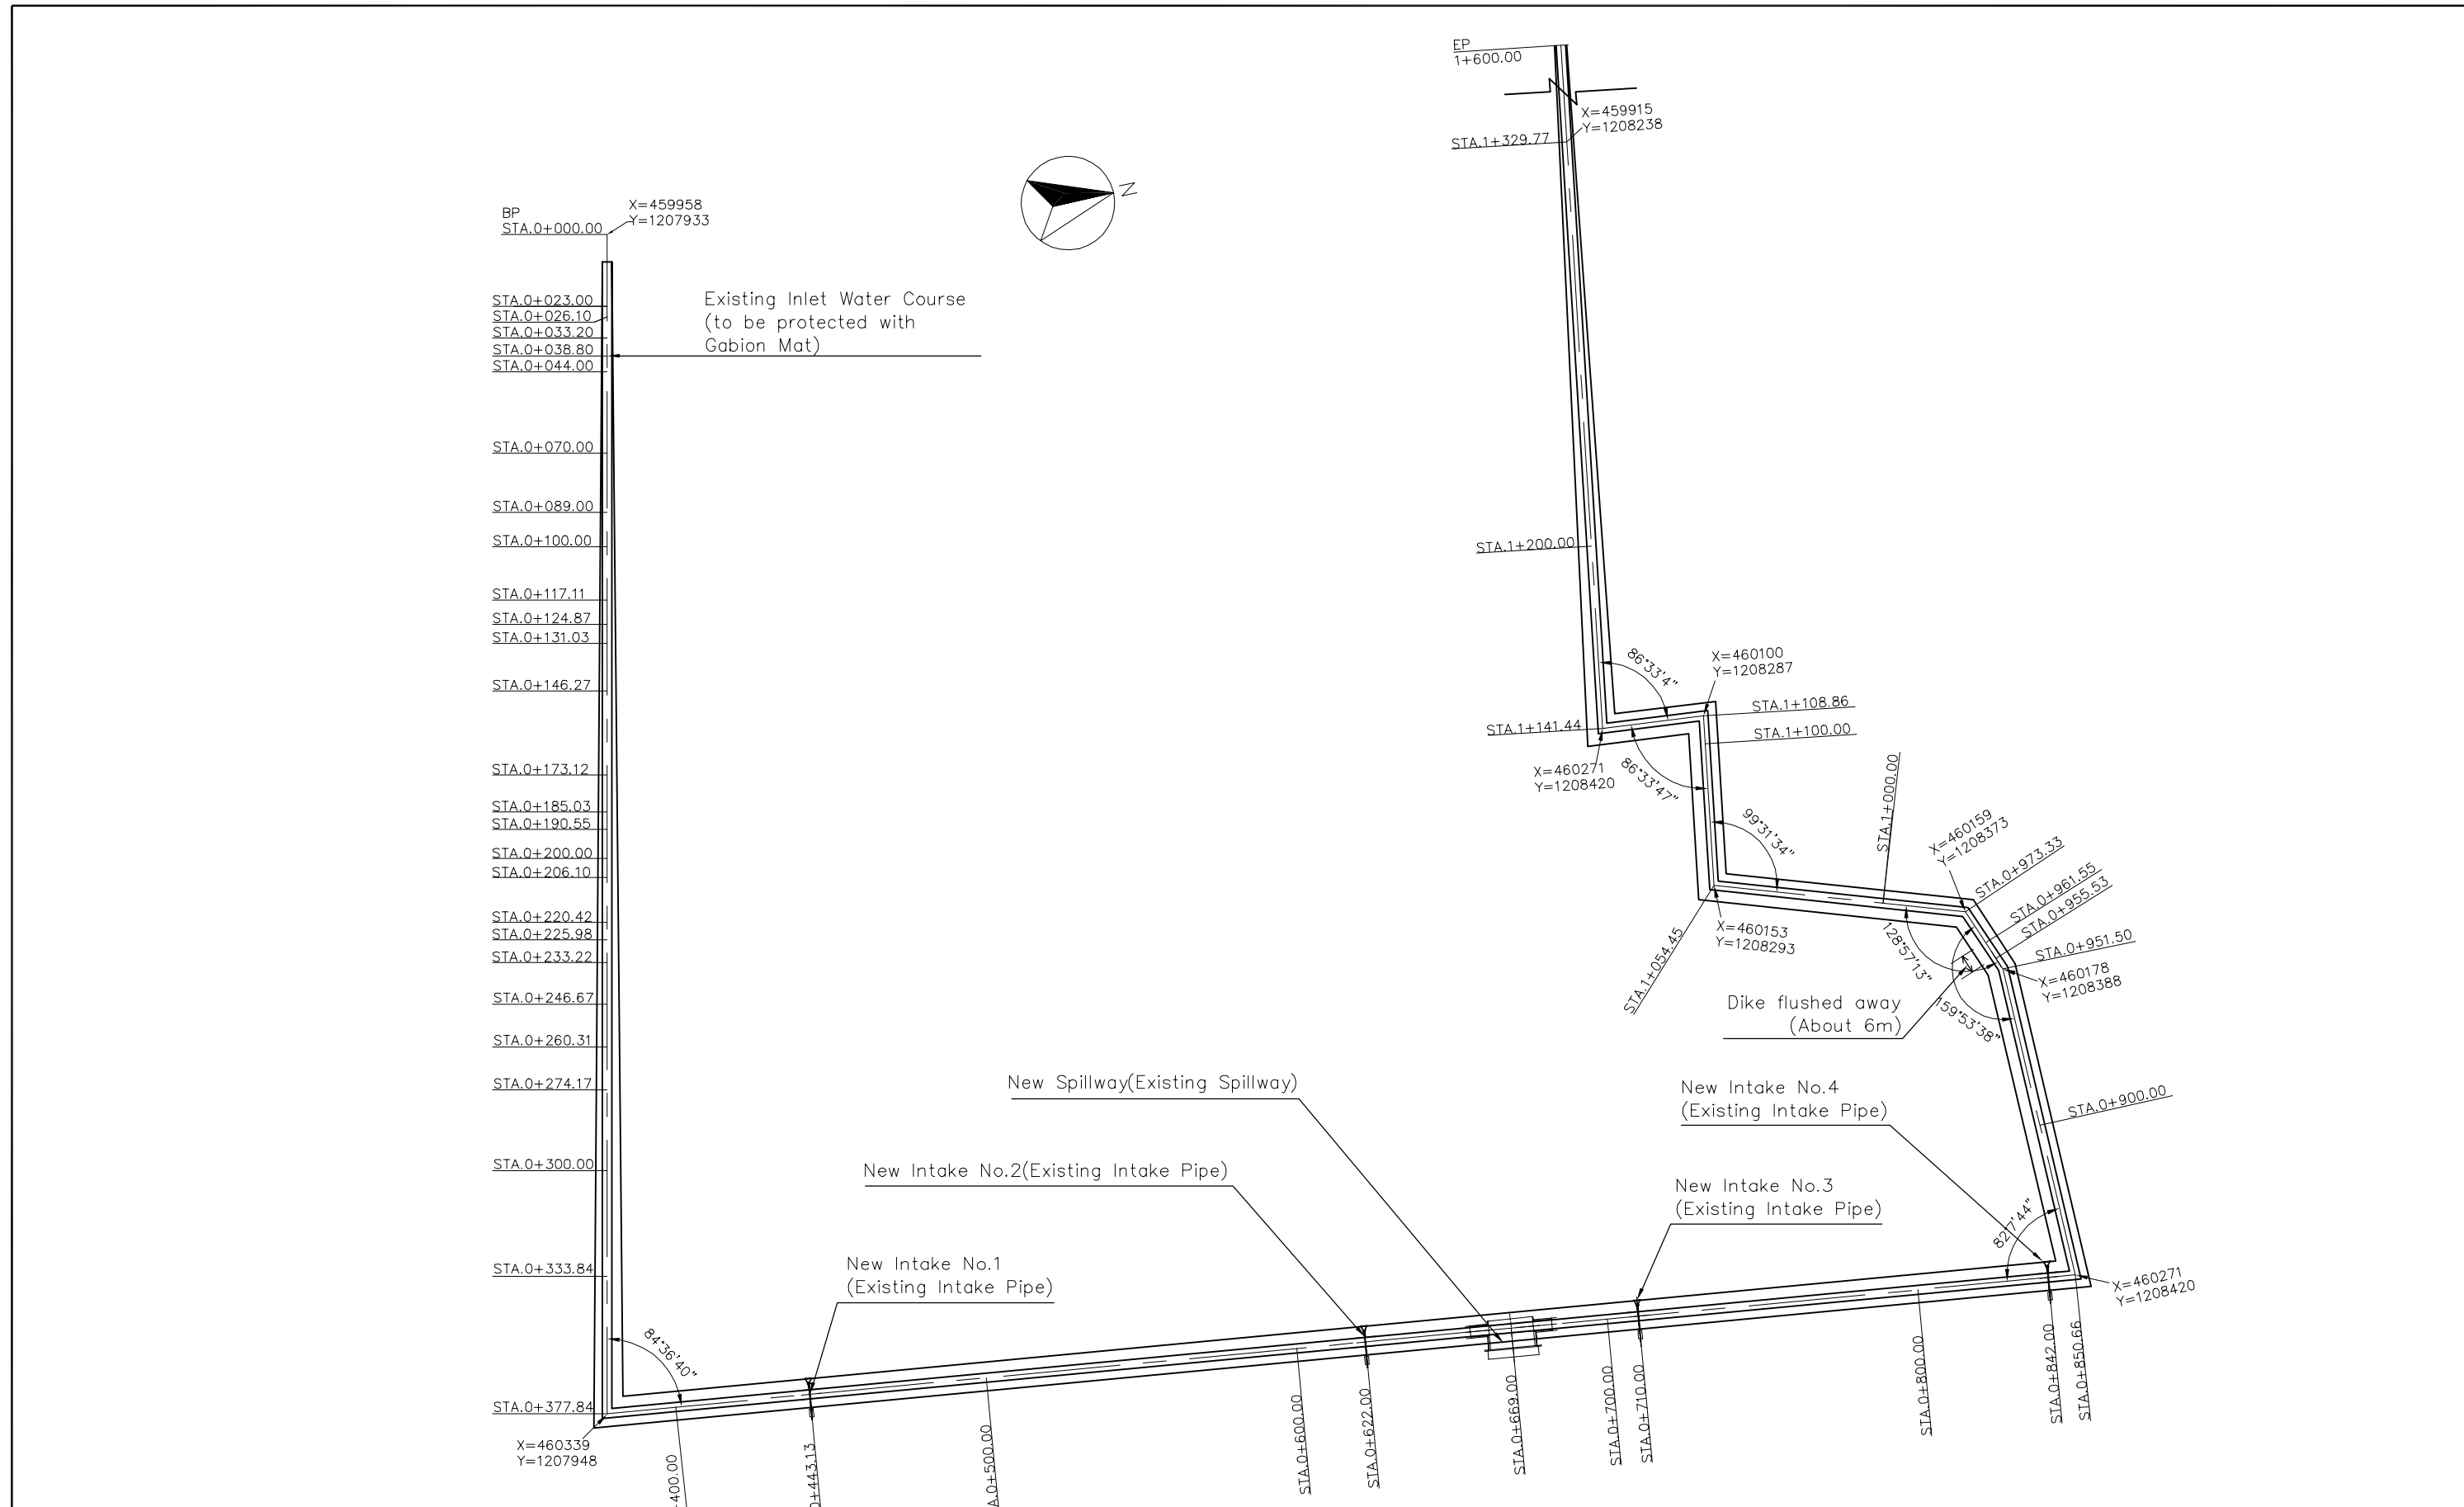 EP
1+600.00
X=459915
Y=1208238
STA.1+329.77
N
BP
STA.0+000.00
X=459958
Y=1207933
STA.0+023.00
STA.0+026.10
STA.0+033.20
STA.0+038.80
STA.0+044.00
Existing Inlet Water Course
(to be protected with
Gabion Mat)
STA.0+070.00
STA.0+089.00
STA.0+100.00
STA.0+117.11
STA.0+124.87
STA.0+131.03
STA.0+146.27
STA.0+173.12
STA.0+185.03
STA.0+190.55
STA.0+200.00
STA.0+206.10
STA.0+220.42
STA.0+225.98
STA.0+233.22
STA.0+246.67
STA.0+260.31
STA.0+274.17
STA.0+300.00
STA.0+333.84
STA.0+377.84
X=460339
Y=1207948
84°36'40"
STA.1+200.00
86°33'4"
X=460100
Y=1208287
STA.1+108.86
STA.1+100.00
STA.1+141.44
X=460271
Y=1208420
86°33'47"
99°31'34"
STA.1+000.00
X=460159
Y=1208373
STA.0+973.33
STA.0+961.55
STA.0+955.53
STA.0+951.50
X=460178
Y=1208388
X=460153
Y=1208293
STA.1+054.45
128°57'13"
159°53'38"
Dike flushed away
(About 6m)
New Spillway(Existing Spillway)
New Intake No.4
(Existing Intake Pipe)
STA.0+900.00
New Intake No.2(Existing Intake Pipe)
New Intake No.3
(Existing Intake Pipe)
82°7'44"
New Intake No.1
(Existing Intake Pipe)
X=460271
Y=1208420
+400.00
0+443.13
A.0+500.00
STA.0+600.00
STA.0+622.00
STA.0+669.00
STA.0+700.00
STA.0+710.00
STA.0+800.00
STA.0+842.00
STA.0+850.66